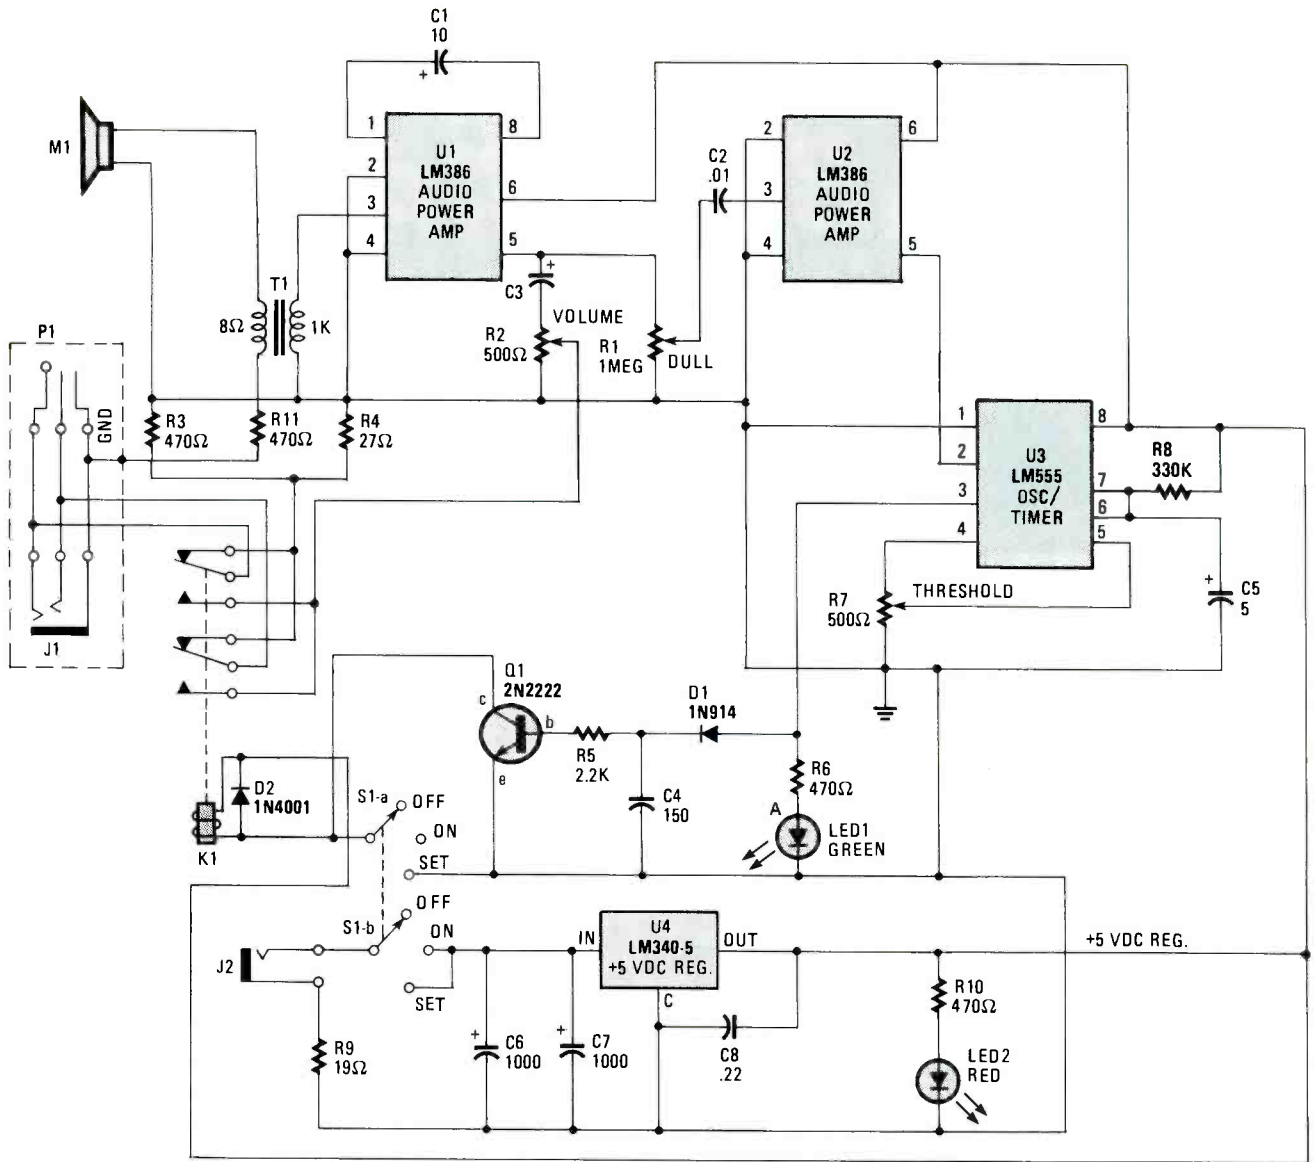 C1
10
+
M1
1
2
3
4
U1
LM386
AUDIO
POWER
AMP
8
6
5
2
3
4
U2
LM386
AUDIO
POWER
AMP
6
5
C2
.01
T1
8Ω
1K
+
C3
VOLUME
R2
500Ω
R1
1MEG
DULL
P1
GND
R3
470Ω
R11
470Ω
R4
27Ω
J1
1
2
3
4
U3
LM555
OSC/
TIMER
8
7
6
5
R8
330K
THRESHOLD
R7
500Ω
+
C5
5
Q1
2N2222
c
b
e
R5
2.2K
D1
1N914
C4
150
R6
470Ω
A
LED1
GREEN
D2
1N4001
K1
S1-a
OFF
ON
SET
S1-b
OFF
ON
SET
J2
R9
19Ω
+
C6
1000
+
C7
1000
IN
U4
LM340-5
+5 VDC REG.
OUT
C
C8
.22
+5 VDC REG.
R10
470Ω
LED2
RED